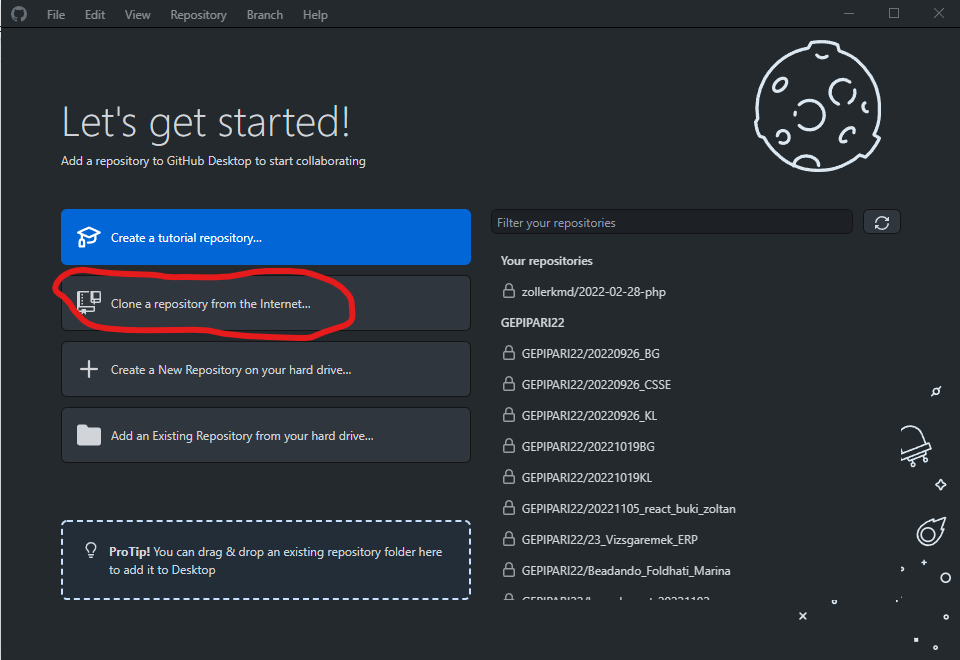 File Edit View Repository Branch Help
Let's get started!
Add a repository to GitHub Desktop to start collaborating
Create a tutorial repository...
Clone a repository from the Internet...
Create a New Repository on your hard drive...
Add an Existing Repository from your hard drive...
ProTip! You can drag & drop an existing repository folder here
to add it to Desktop
Filter your repositories
Your repositories
zollerkmd/2022-02-28-php
GEPIPARI22
GEPIPARI22/20220926_BG
GEPIPARI22/20220926_CSSE
GEPIPARI22/20220926_KL
GEPIPARI22/20221019BG
GEPIPARI22/20221019KL
GEPIPARI22/20221105_react_buki_zoltan
GEPIPARI22/23_Vizsgaremek_ERP
GEPIPARI22/Beadando_Foldhati_Marina